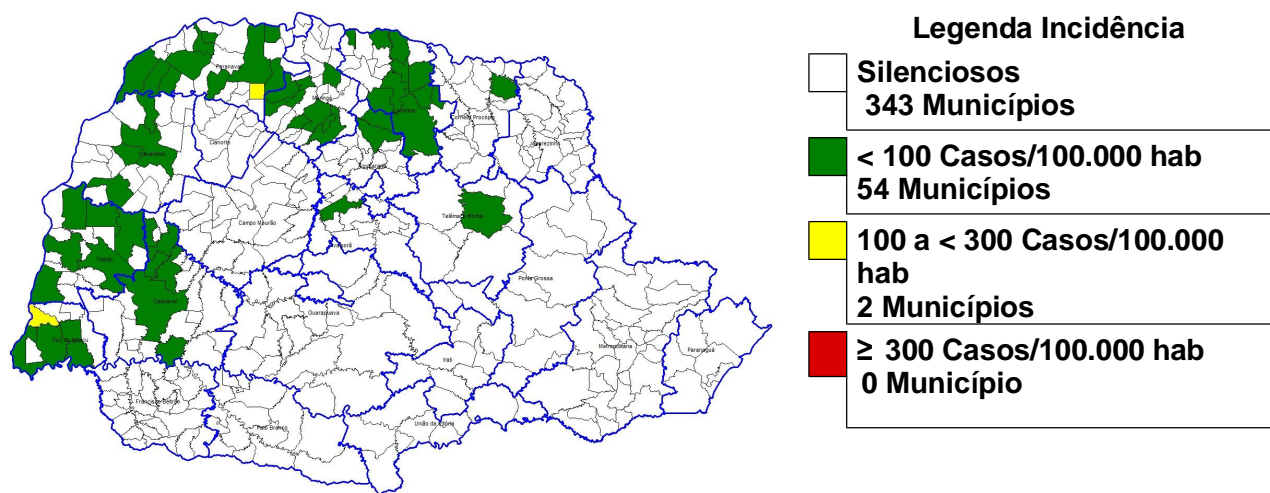 Legenda Incidência
Silenciosos
343 Municípios
< 100 Casos/100.000 hab
54 Municípios
100 a < 300 Casos/100.000
hab
2 Municípios
≥ 300 Casos/100.000 hab
0 Município
Paranavaí
Maringá
Londrina
Cornélio Procópio
Jacarezinho
Umuarama
Cianorte
Apucarana
Campo Mourão
Telêmaco Borba
Ivaiporã
Toledo
Cascavel
Ponta Grossa
Guarapuava
Foz do Iguaçu
Irati
Metropolitana
Paranaguá
Francisco Beltrão
Pato Branco
União da Vitória